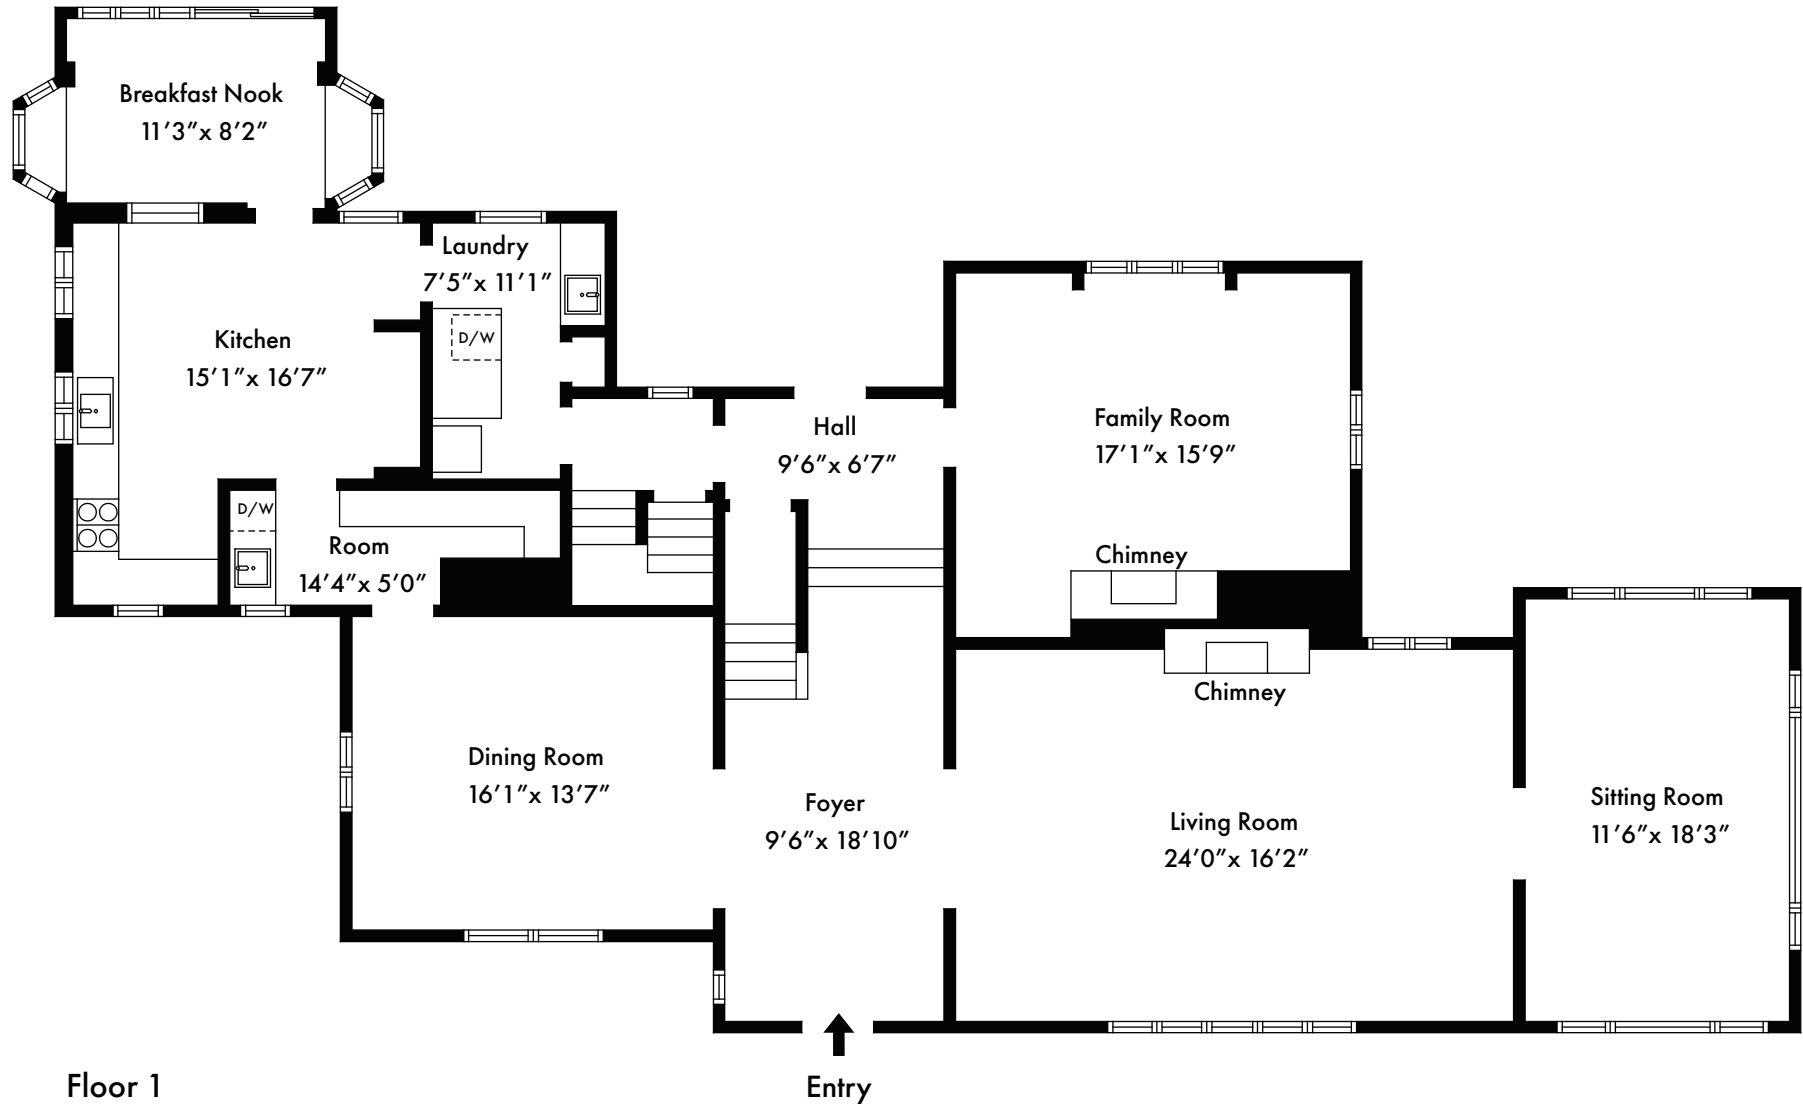 Breakfast Nook
11’3”x 8’2”
Laundry
7’5”x 11’1”
D/W
Kitchen
15’1”x 16’7”
Hall
9’6”x 6’7”
Family Room
17’1”x 15’9”
D/W
Room
14’4”x 5’0”
Chimney
Chimney
Dining Room
16’1”x 13’7”
Foyer
9’6”x 18’10”
Living Room
24’0”x 16’2”
Sitting Room
11’6”x 18’3”
Floor 1
Entry